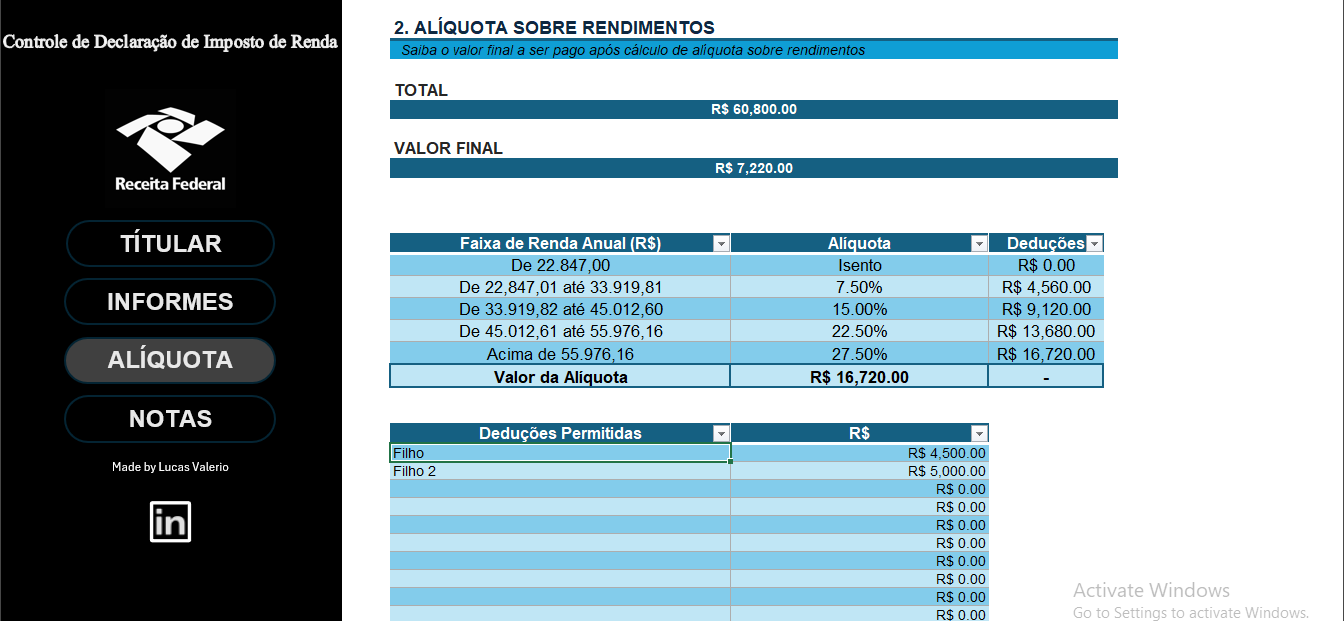 Controle de Declaração de Imposto de Renda
Receita Federal
TÍTULAR
INFORMES
ALÍQUOTA
NOTAS
Made by Lucas Valerio
in
2. ALÍQUOTA SOBRE RENDIMENTOS
Saiba o valor final a ser pago após cálculo de alíquota sobre rendimentos
TOTAL
R$ 60,800.00
VALOR FINAL
R$ 7,220.00
Faixa de Renda Anual (R$) Alíquota Deduções
De 22.847,00 Isento R$ 0.00
De 22,847,01 até 33.919,81 7.50% R$ 4,560.00
De 33.919,82 até 45.012,60 15.00% R$ 9,120.00
De 45.012,61 até 55.976,16 22.50% R$ 13,680.00
Acima de 55.976,16 27.50% R$ 16,720.00
Valor da Alíquota R$ 16,720.00 -
Deduções Permitidas R$
Filho R$ 4,500.00
Filho 2 R$ 5,000.00
R$ 0.00
R$ 0.00
R$ 0.00
R$ 0.00
R$ 0.00
R$ 0.00
R$ 0.00
R$ 0.00
Activate Windows
Go to Settings to activate Windows.